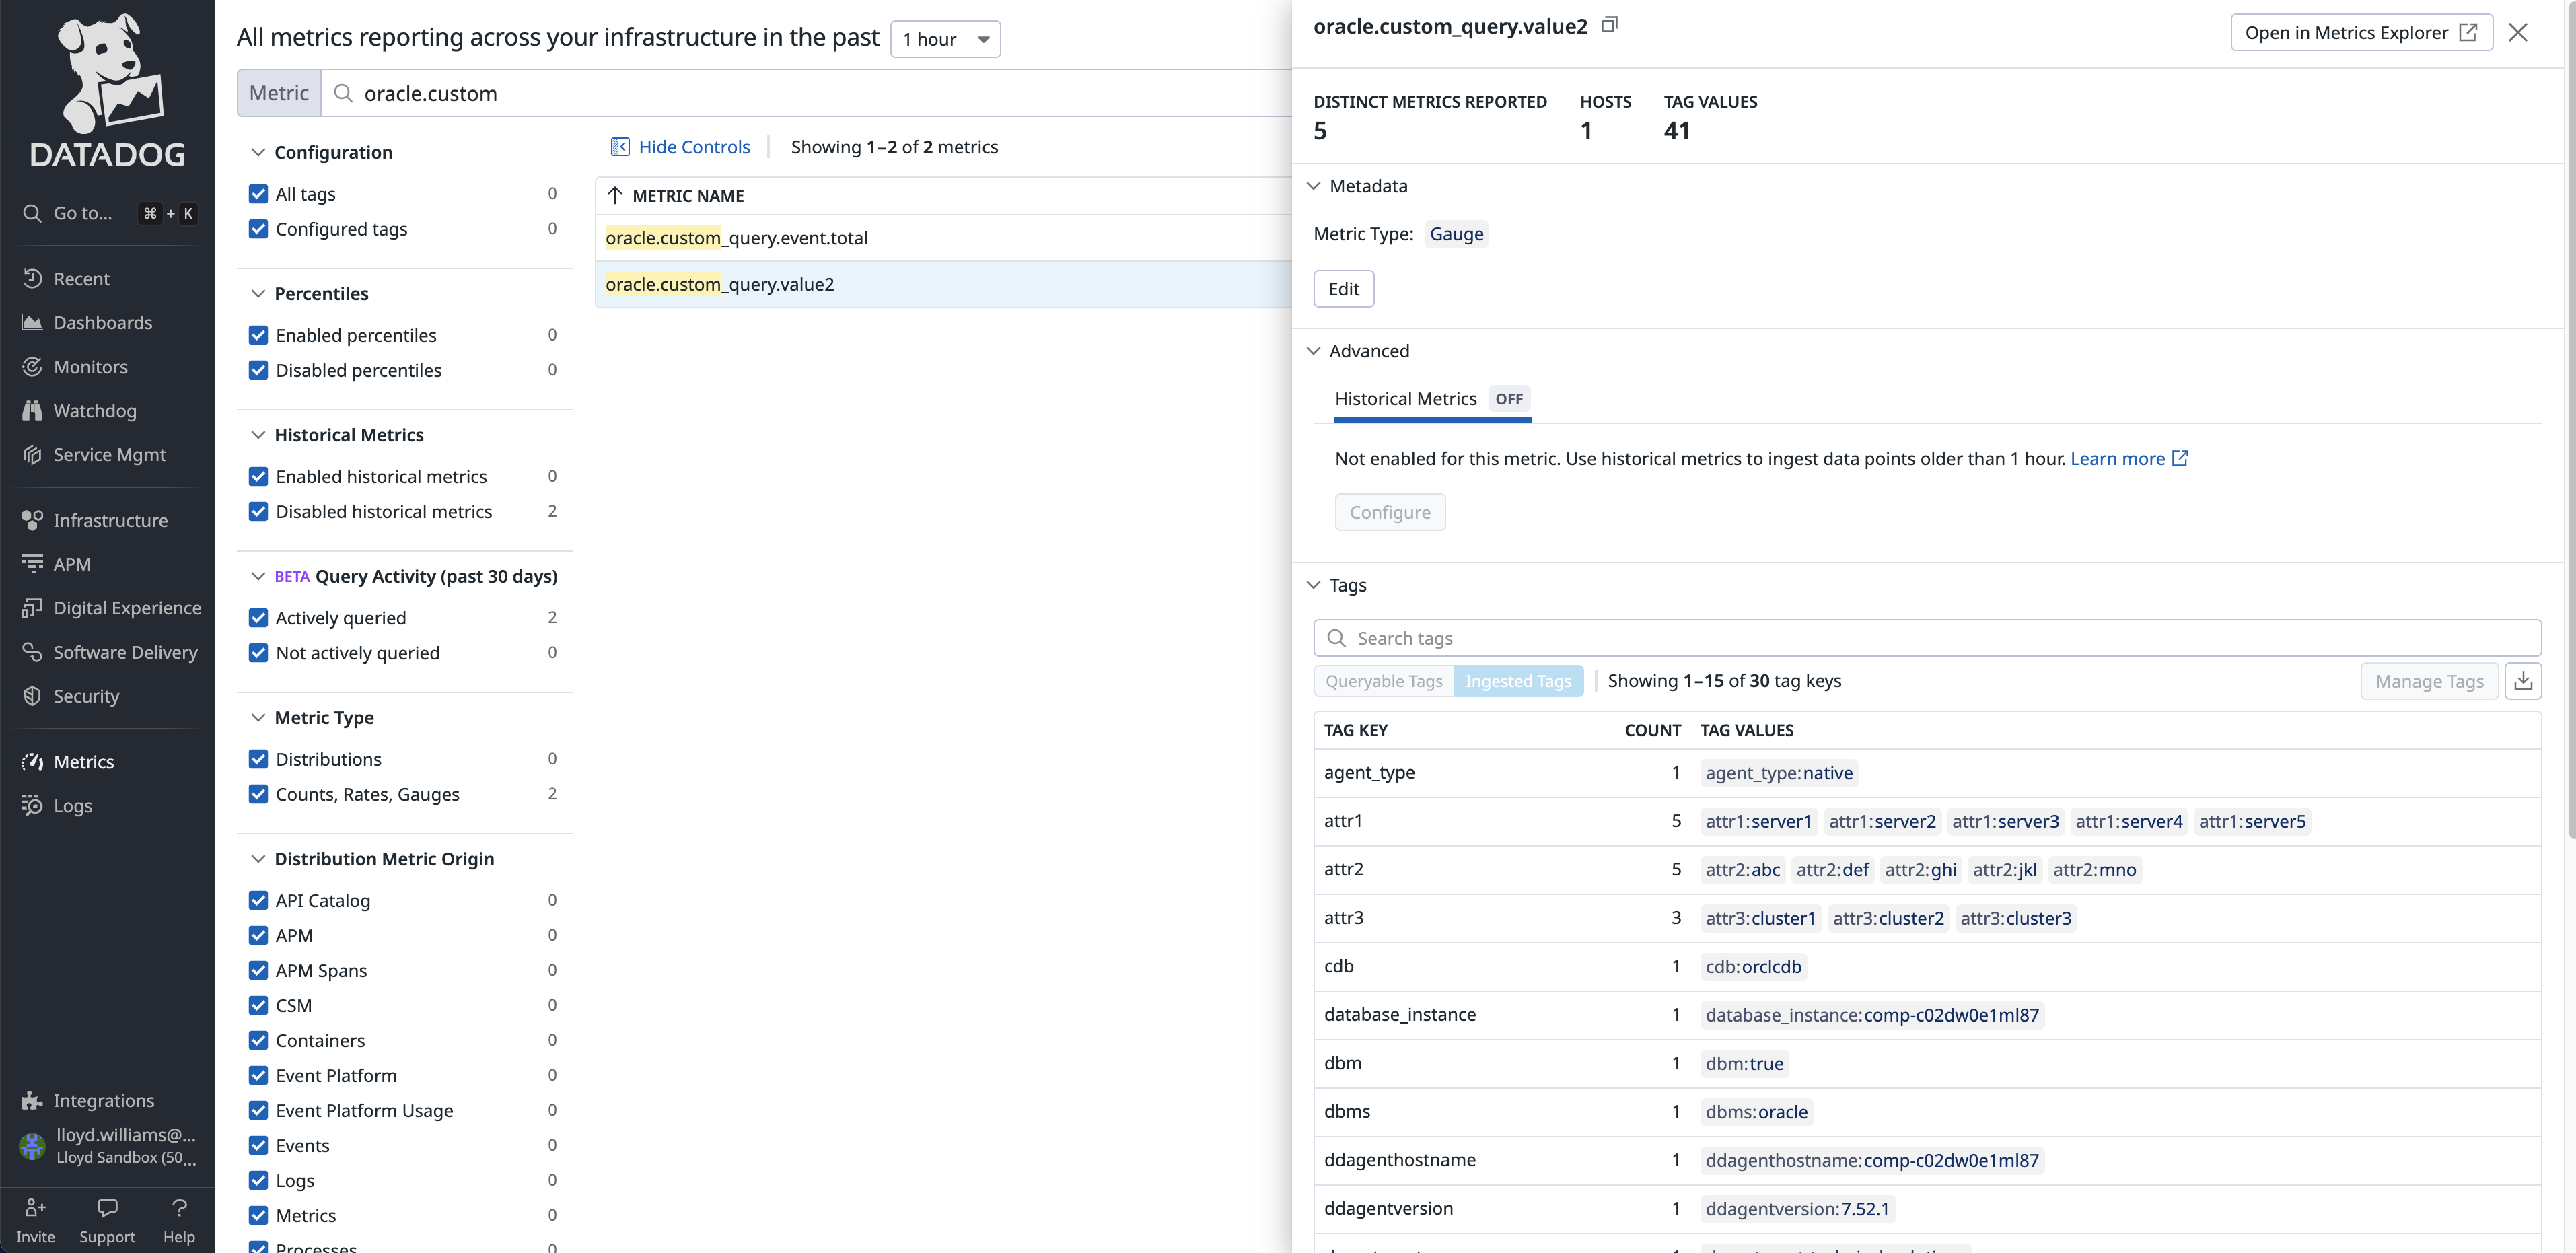 DATADOG
Go to... ⌘ + K
Recent
Dashboards
Monitors
Watchdog
Service Mgmt
Infrastructure
APM
Digital Experience
Software Delivery
Security
Metrics
Logs
Integrations
lloyd.williams@...
Lloyd Sandbox (50...
Invite Support Help
All metrics reporting across your infrastructure in the past 1 hour
Metric oracle.custom
Configuration
All tags 0
Configured tags 0
Percentiles
Enabled percentiles 0
Disabled percentiles 0
Historical Metrics
Enabled historical metrics 0
Disabled historical metrics 2
BETA Query Activity (past 30 days)
Actively queried 2
Not actively queried 0
Metric Type
Distributions 0
Counts, Rates, Gauges 2
Distribution Metric Origin
API Catalog 0
APM 0
APM Spans 0
CSM 0
Containers 0
Event Platform 0
Event Platform Usage 0
Events 0
Logs 0
Metrics 0
Processes 0
Hide Controls Showing 1–2 of 2 metrics
METRIC NAME
oracle.custom_query.event.total
oracle.custom_query.value2
oracle.custom_query.value2
Open in Metrics Explorer
DISTINCT METRICS REPORTED HOSTS TAG VALUES
5 1 41
Metadata
Metric Type: Gauge
Edit
Advanced
Historical Metrics OFF
Not enabled for this metric. Use historical metrics to ingest data points older than 1 hour. Learn more
Configure
Tags
Search tags
Queryable Tags Ingested Tags Showing 1–15 of 30 tag keys Manage Tags
TAG KEY COUNT TAG VALUES
agent_type 1 agent_type:native
attr1 5 attr1:server1 attr1:server2 attr1:server3 attr1:server4 attr1:server5
attr2 5 attr2:abc attr2:def attr2:ghi attr2:jkl attr2:mno
attr3 3 attr3:cluster1 attr3:cluster2 attr3:cluster3
cdb 1 cdb:orclcdb
database_instance 1 database_instance:comp-c02dw0e1ml87
dbm 1 dbm:true
dbms 1 dbms:oracle
ddagenthostname 1 ddagenthostname:comp-c02dw0e1ml87
ddagentversion 1 ddagentversion:7.52.1